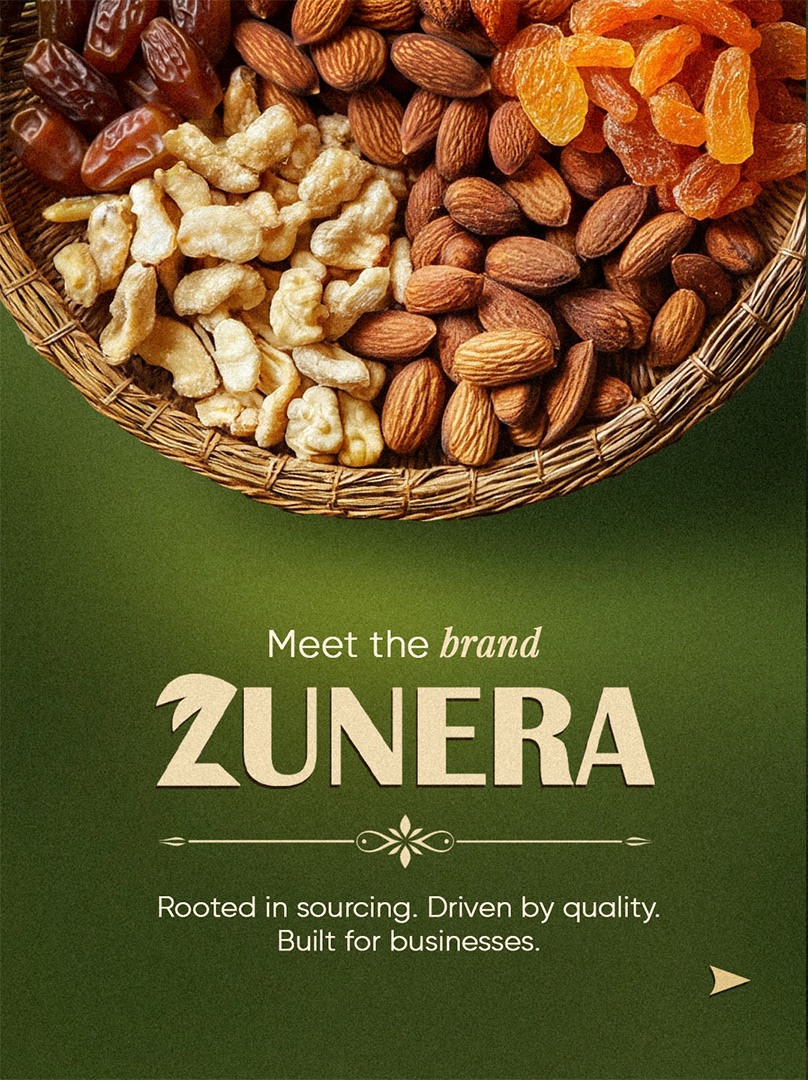 Meet the brand
ZUNERA
Rooted in sourcing. Driven by quality.
Built for businesses.